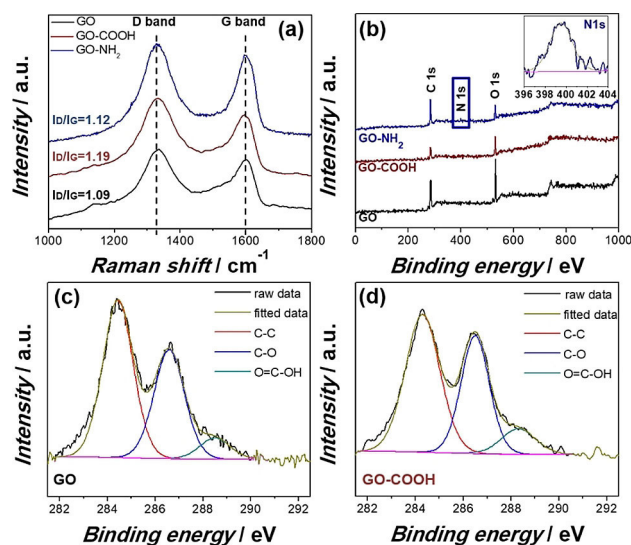 D band G band
GO
GO-COOH
GO-NH2
(a)
ID/IG=1.12
ID/IG=1.19
ID/IG=1.09
Intensity / a.u.
1000 1200 1400 1600 1800
Raman shift / cm-1
(b)
N1s
396 398 400 402 404
C 1s
N 1s
O 1s
GO-NH2
GO-COOH
GO
Intensity / a.u.
0 200 400 600 800 1000
Binding energy / eV
(c)
raw data
fitted data
C-C
C-O
O=C-OH
GO
Intensity / a.u.
282 284 286 288 290 292
Binding energy / eV
(d)
raw data
fitted data
C-C
C-O
O=C-OH
GO-COOH
Intensity / a.u.
282 284 286 288 290 292
Binding energy / eV